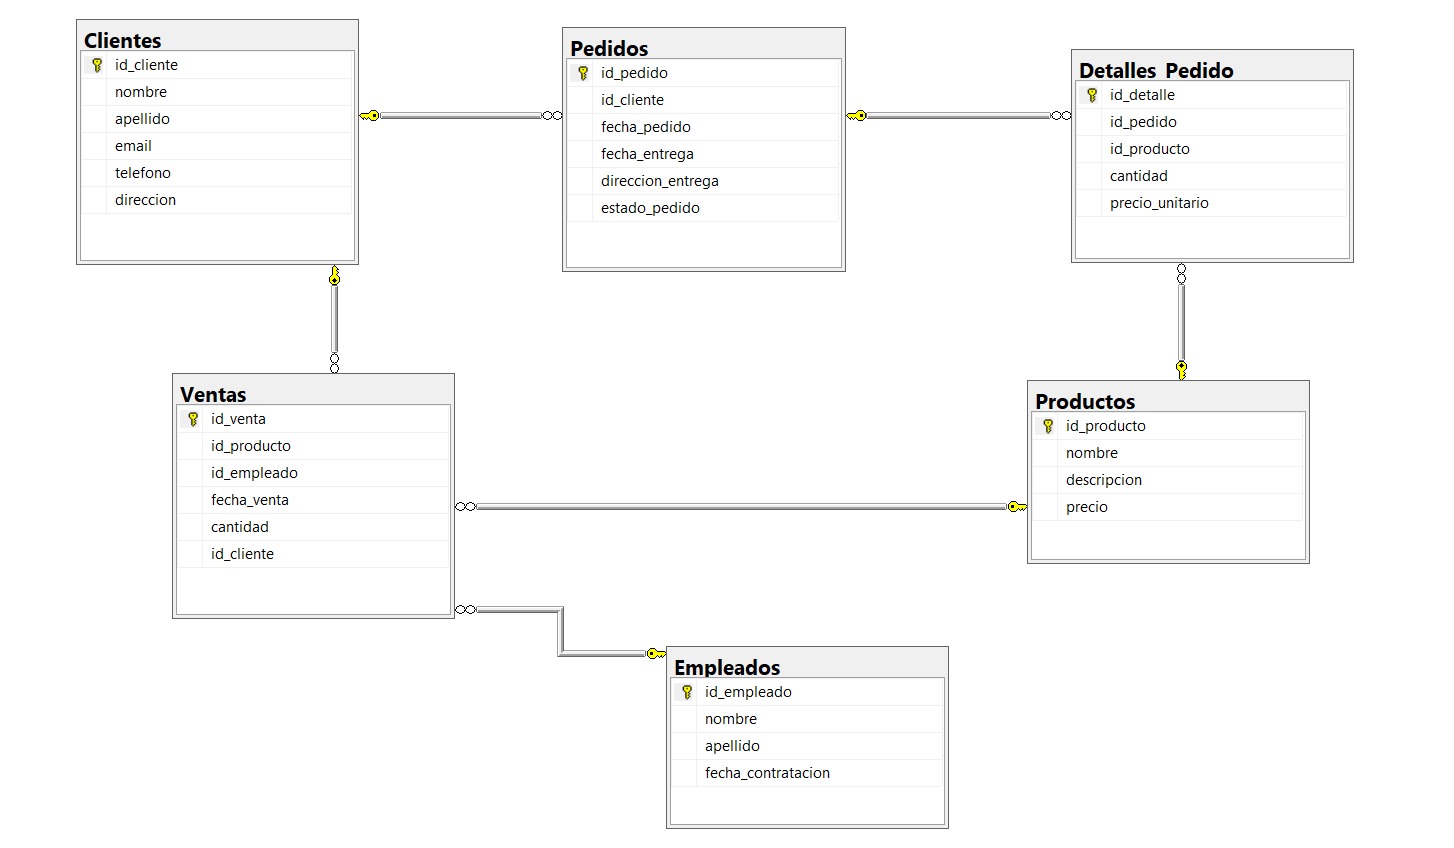 Clientes
id_cliente
nombre
apellido
email
telefono
direccion
Pedidos
id_pedido
id_cliente
fecha_pedido
fecha_entrega
direccion_entrega
estado_pedido
Detalles_Pedido
id_detalle
id_pedido
id_producto
cantidad
precio_unitario
Ventas
id_venta
id_producto
id_empleado
fecha_venta
cantidad
id_cliente
Productos
id_producto
nombre
descripcion
precio
Empleados
id_empleado
nombre
apellido
fecha_contratacion